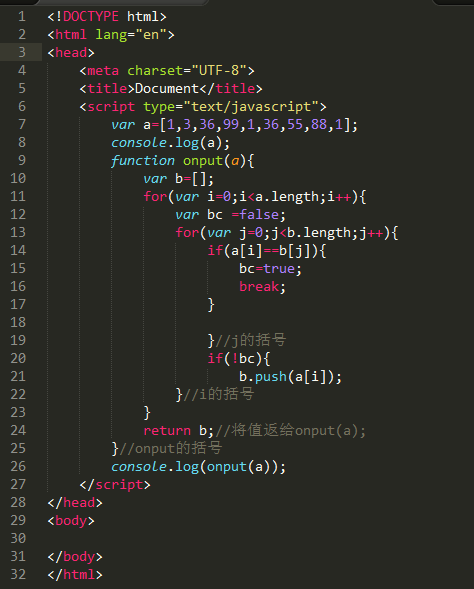 1 <!DOCTYPE html>
2 <html lang="en">
3 <head>
4 <meta charset="UTF-8">
5 <title>Document</title>
6 <script type="text/javascript">
7 var a=[1,3,36,99,1,36,55,88,1];
8 console.log(a);
9 function onput(a){
10 var b=[];
11 for(var i=0;i<a.length;i++){
12 var bc =false;
13 for(var j=0;j<b.length;j++){
14 if(a[i]==b[j]){
15 bc=true;
16 break;
17 }
18
19 }//j的括号
20 if(!bc){
21 b.push(a[i]);
22 }//i的括号
23 }
24 return b;//将值返给onput(a);
25 }//onput的括号
26 console.log(onput(a));
27 </script>
28 </head>
29 <body>
30
31 </body>
32 </html>